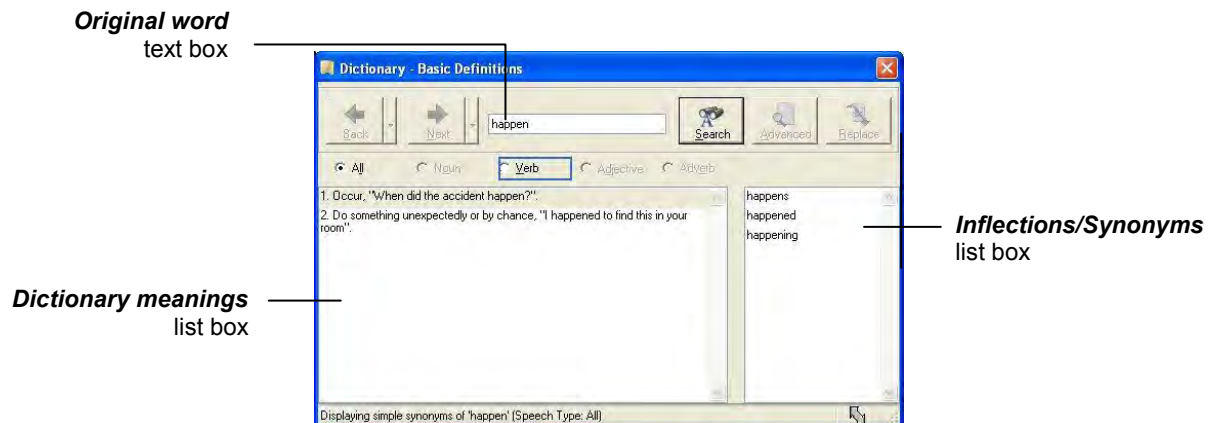 Original word
text box
Dictionary - Basic Definitions
Back
Next
happen
Search
Advanced
Replace
All
Noun
Verb
Adjective
Adverb
1. Occur, "When did the accident happen?".
2. Do something unexpectedly or by chance, "I happened to find this in your
room".
happens
happened
happening
Inflections/Synonyms
list box
Dictionary meanings
list box
Displaying simple synonyms of 'happen' (Speech Type: All)